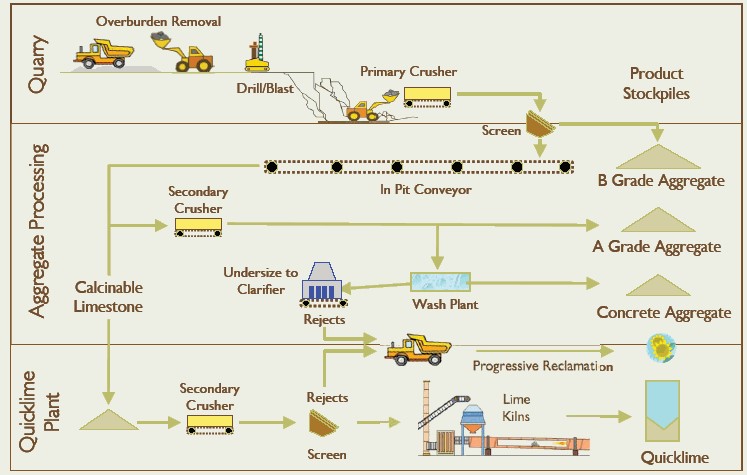 Overburden Removal
Quarry
Drill/Blast
Primary Crusher
Product
Stockpiles
Screen
B Grade Aggregate
In Pit Conveyor
Aggregate Processing
Secondary
Crusher
A Grade Aggregate
Undersize to
Clarifier
Calcinable
Limestone
Wash Plant
Concrete Aggregate
Rejects
Progressive Reclamation
Quicklime
Plant
Secondary
Crusher
Rejects
Screen
Lime
Kilns
Quicklime